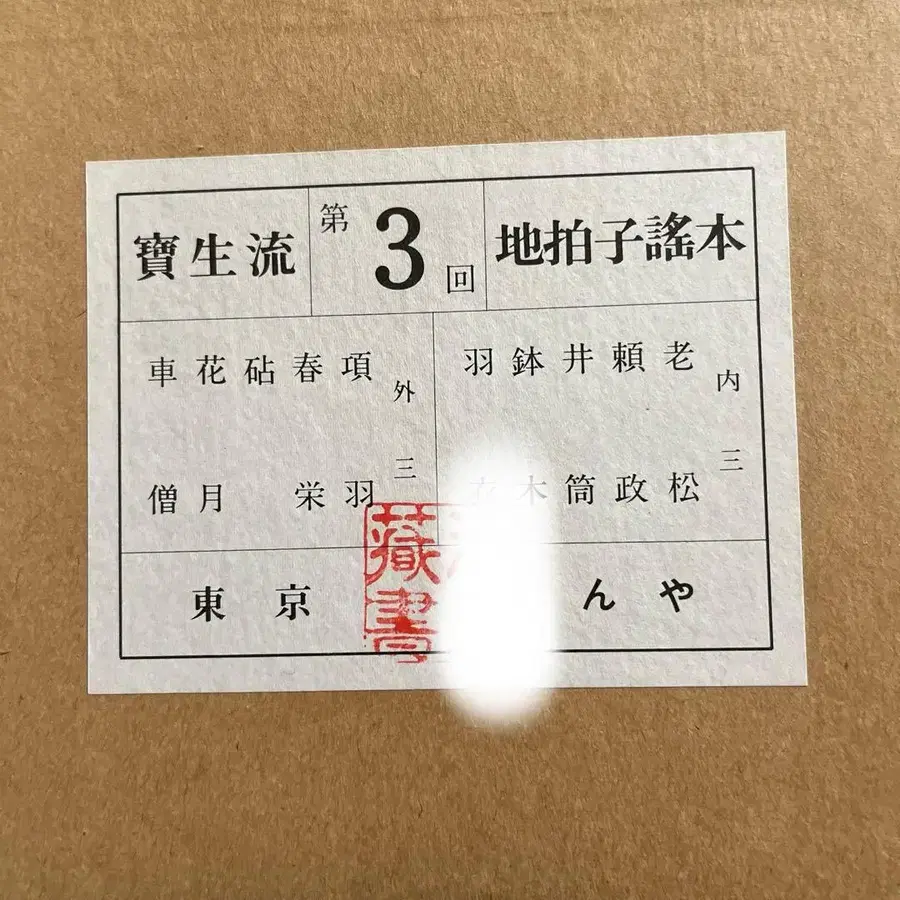 寶生流
第3回
地拍子謠本
内三
老松
頼政
井筒
鉢木
羽
外三
項羽
春栄
砧
花月
車僧
東京
んや
藏書